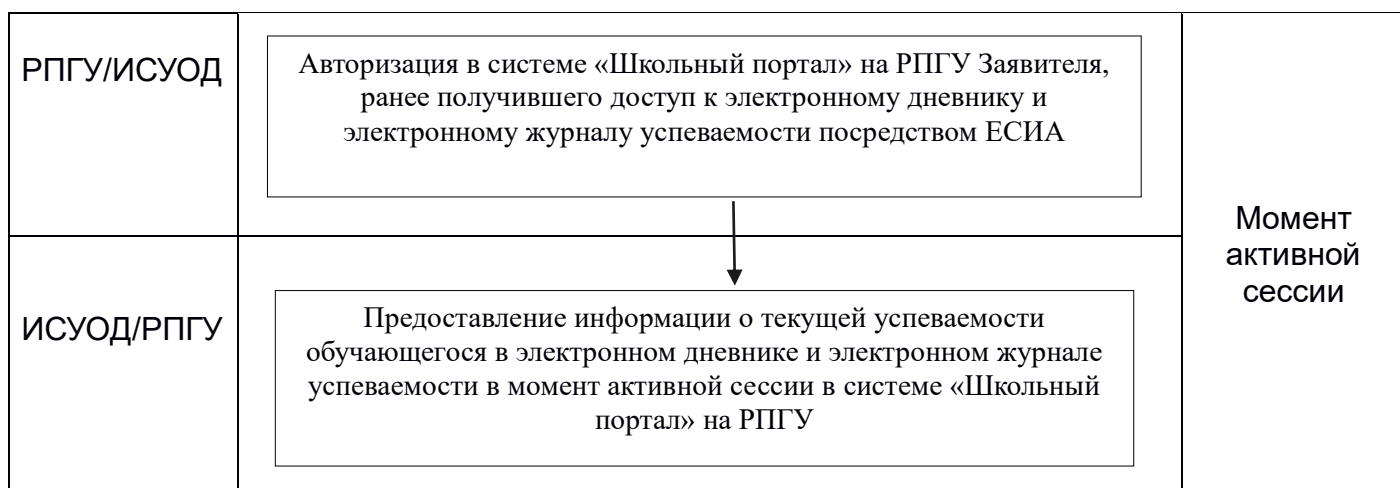 РПГУ/ИСУОД
Авторизация в системе «Школьный портал» на РПГУ Заявителя,
ранее получившего доступ к электронному дневнику и
электронному журналу успеваемости посредством ЕСИА
ИСУОД/РПГУ
Предоставление информации о текущей успеваемости
обучающегося в электронном дневнике и электронном журнале
успеваемости в момент активной сессии в системе «Школьный
портал» на РПГУ
Момент
активной
сессии